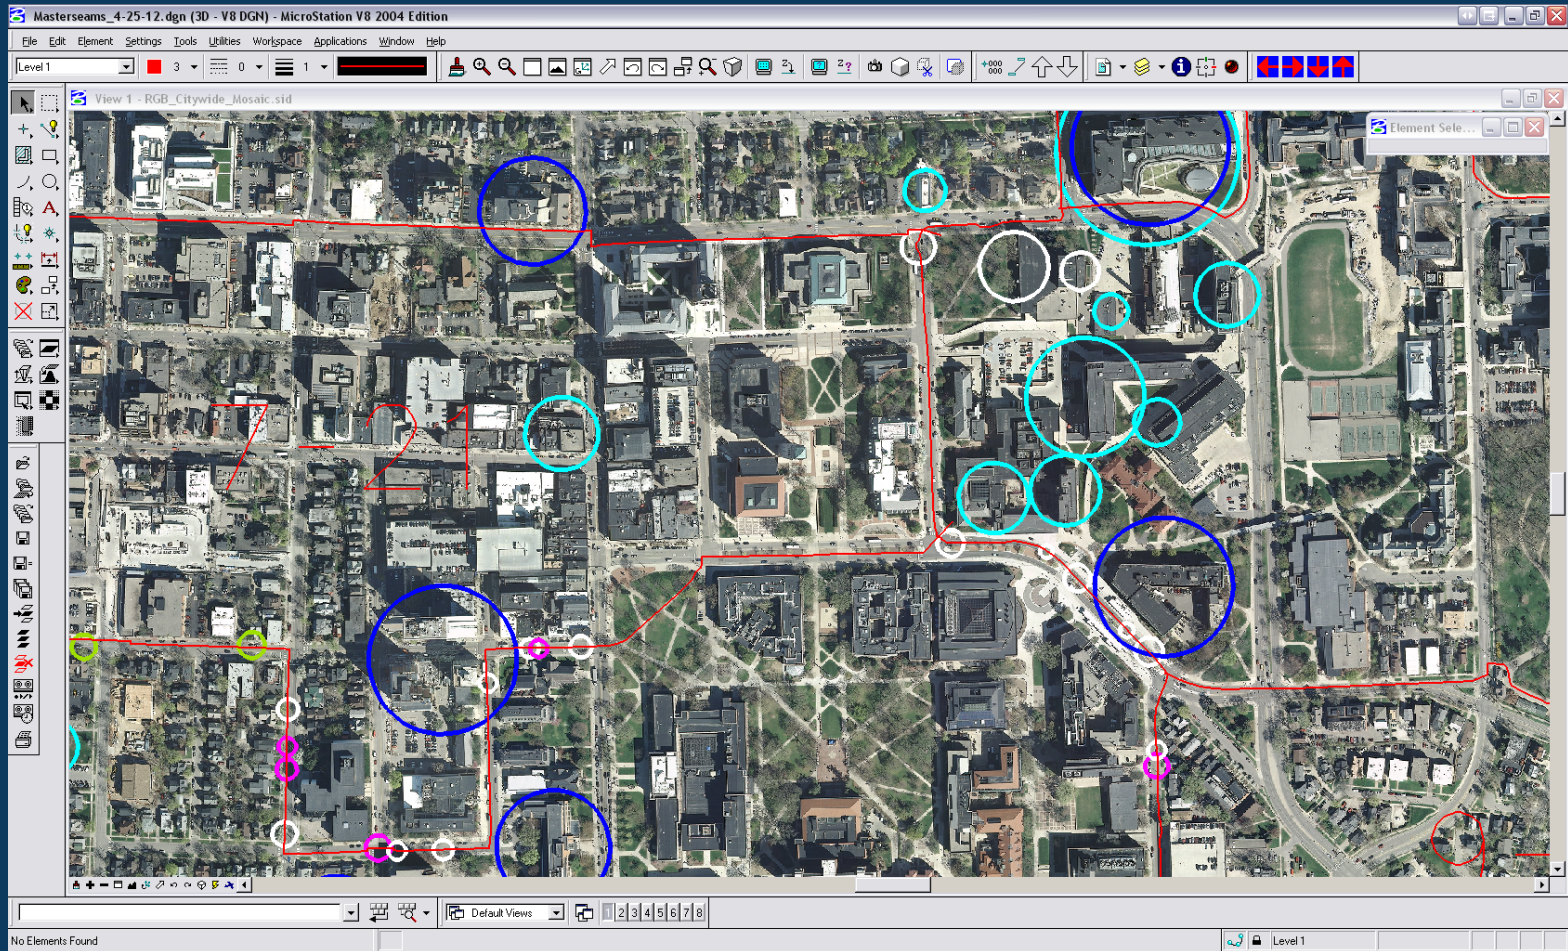 Masterseams_4-25-12.dgn (3D - V8 DGN) - MicroStation V8 2004 Edition
File Edit Element Settings Tools Utilities Workspace Applications Window Help
Level 1 3 0 1
View 1 - RGB_Citywide_Mosaic.sid
Element Sele...
7-21
Default Views 1 2 3 4 5 6 7 8
No Elements Found Level 1